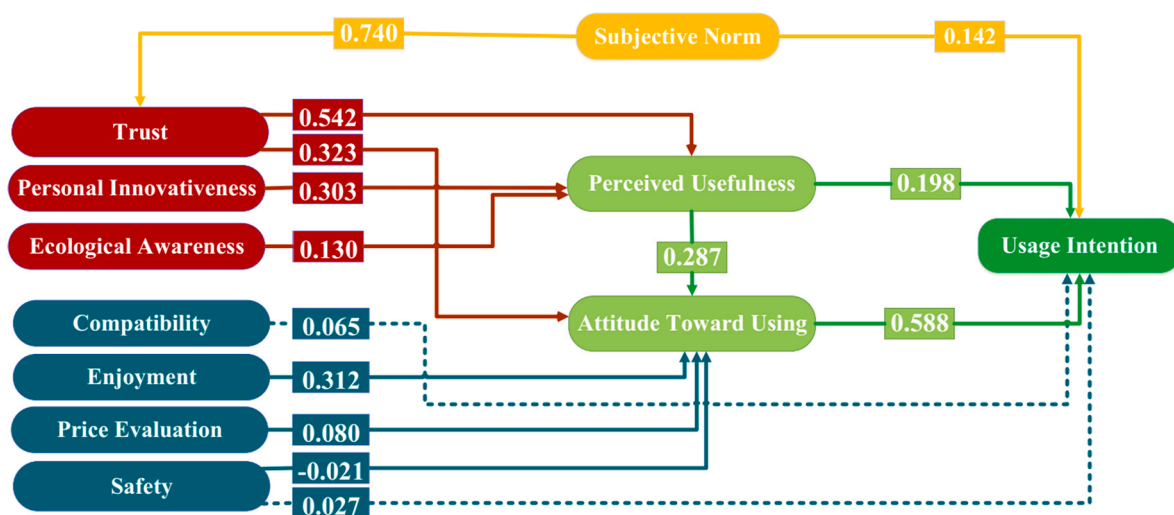 0.740
Subjective Norm
0.142
Trust
0.542
0.323
Personal Innovativeness
0.303
Perceived Usefulness
0.198
Ecological Awareness
0.130
0.287
Usage Intention
Compatibility
0.065
Attitude Toward Using
0.588
Enjoyment
0.312
Price Evaluation
0.080
Safety
-0.021
0.027